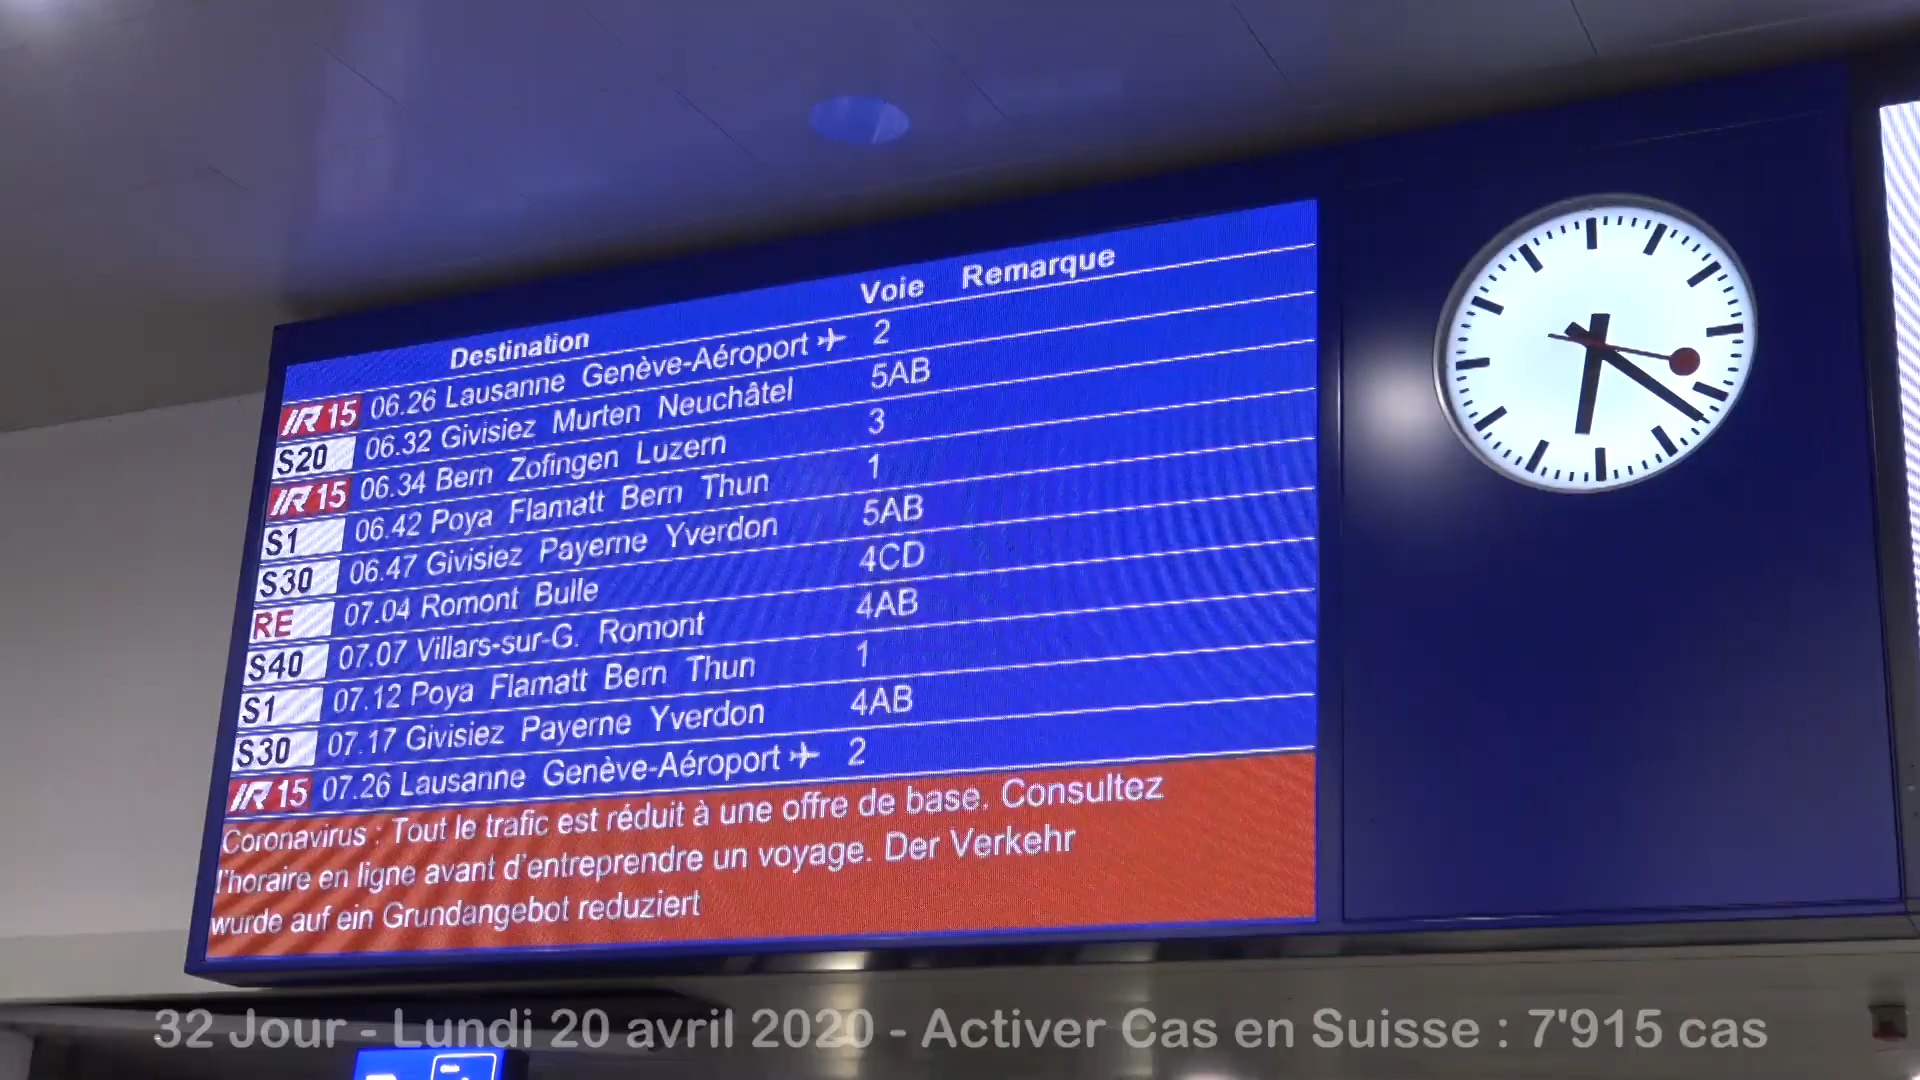 Destination Voie Remarque
IR 15 06.26 Lausanne Genève-Aéroport 2
S20 06.32 Givisiez Murten Neuchâtel 5AB
IR 15 06.34 Bern Zofingen Luzern 3
S1 06.42 Poya Flamatt Bern Thun 1
S30 06.47 Givisiez Payerne Yverdon 5AB
RE 07.04 Romont Bulle 4CD
S40 07.07 Villars-sur-G. Romont 4AB
S1 07.12 Poya Flamatt Bern Thun 1
S30 07.17 Givisiez Payerne Yverdon 4AB
IR 15 07.26 Lausanne Genève-Aéroport 2
Coronavirus : Tout le trafic est réduit à une offre de base. Consultez
l'horaire en ligne avant d'entreprendre un voyage. Der Verkehr
wurde auf ein Grundangebot reduziert
32 Jour - Lundi 20 avril 2020 - Activer Cas en Suisse : 7'915 cas